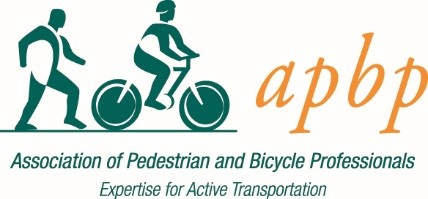 apbp
Association of Pedestrian and Bicycle Professionals
Expertise for Active Transportation